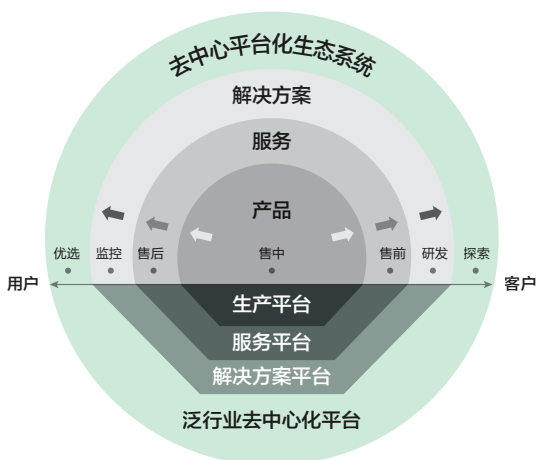 去中心平台化生态系统
解决方案
服务
产品
优选 监控 售后 售中 售前 研发 探索
用户 客户
生产平台
服务平台
解决方案平台
泛行业去中心化平台